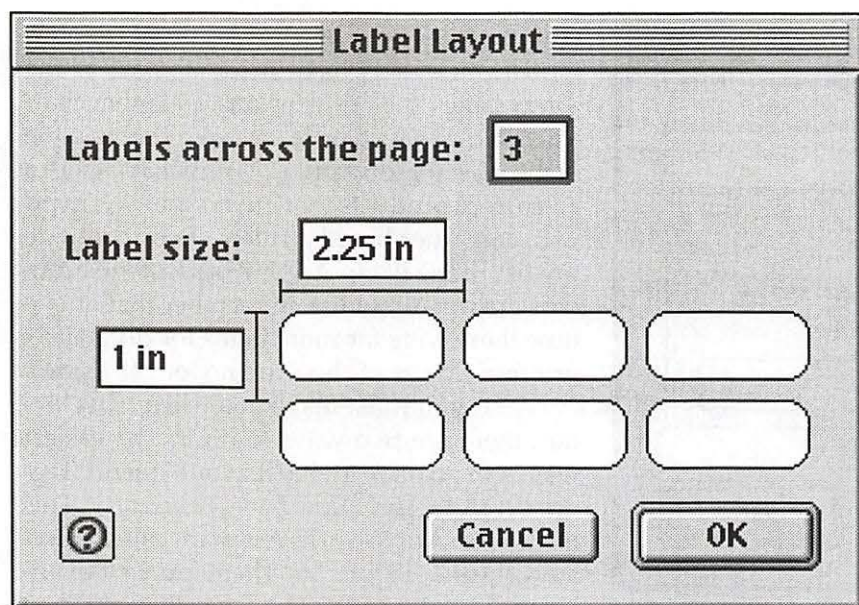 Label Layout
Labels across the page: 3
Label size: 2.25 in
1 in
?
Cancel
OK